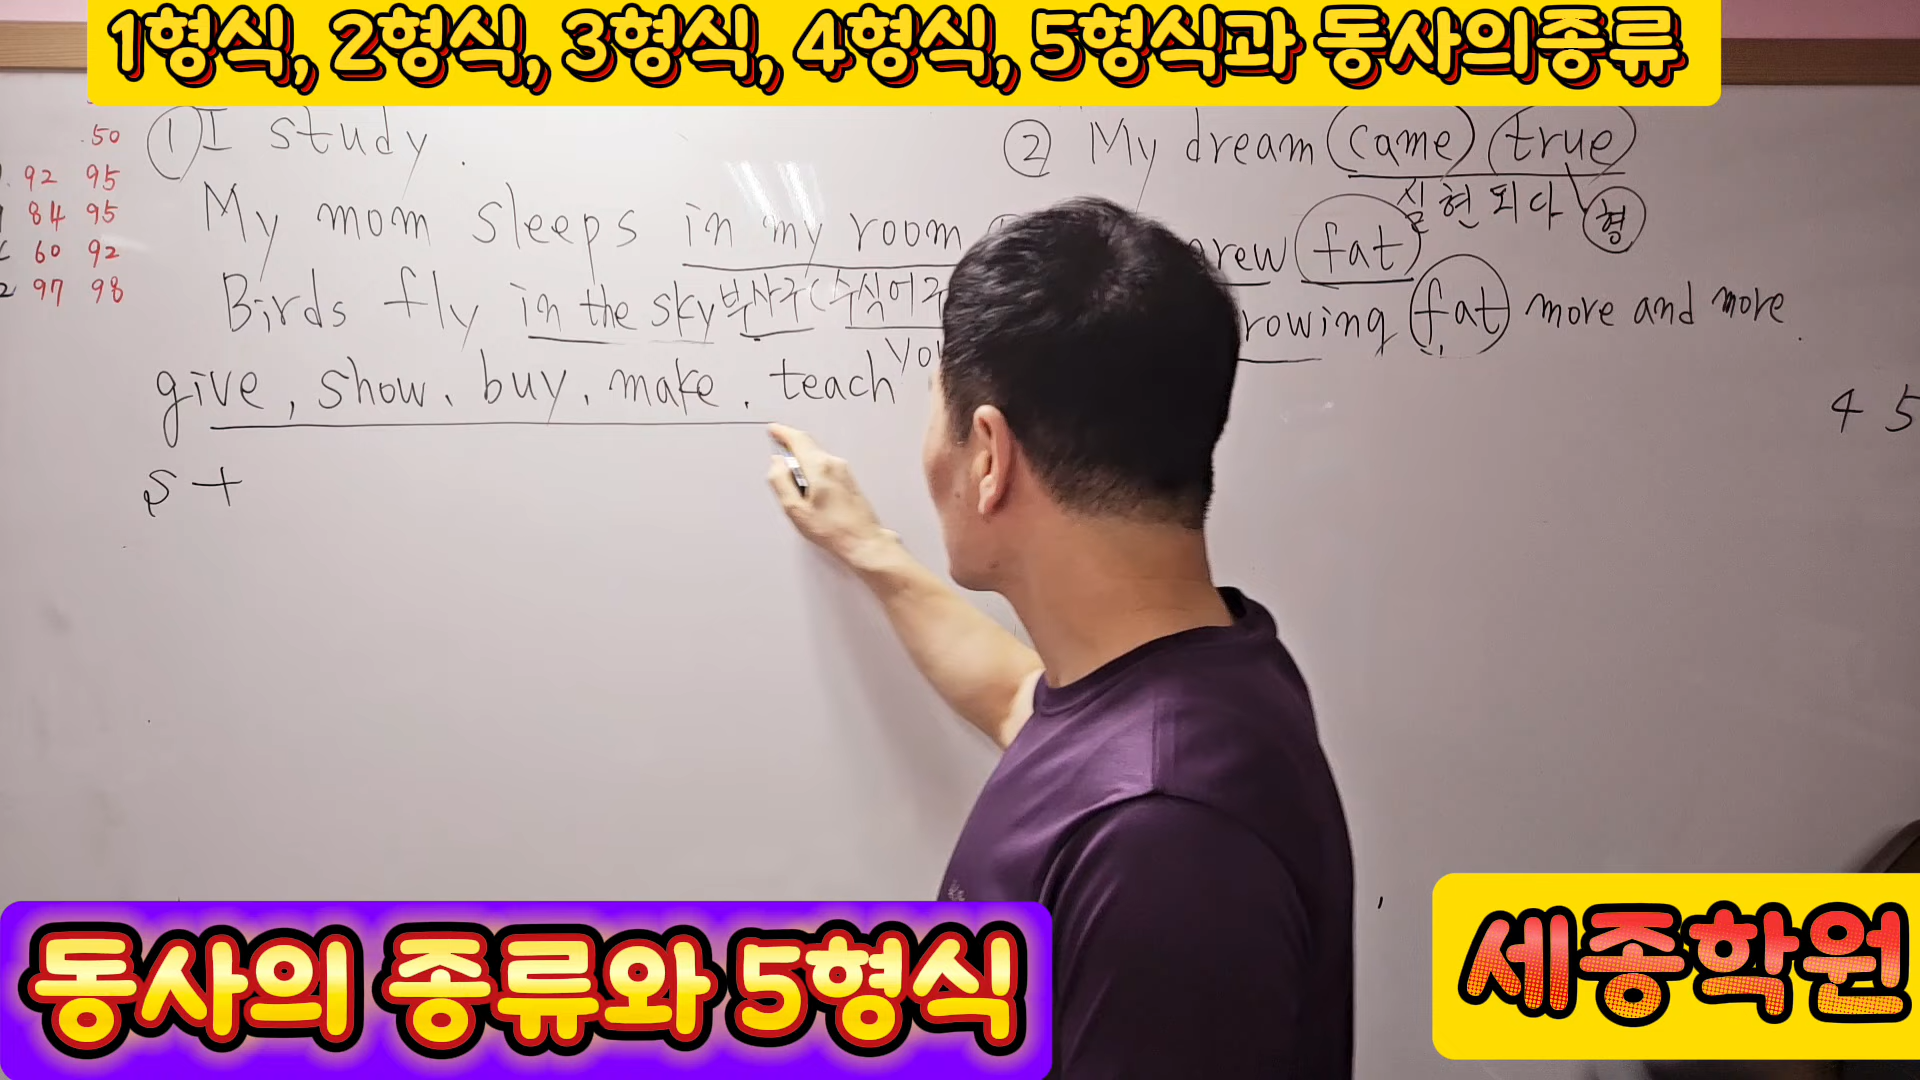 1형식, 2형식, 3형식, 4형식, 5형식과 동사의종류
.50
92 95
84 95
60 92
2 97 98
① I study.
My mom sleeps in my room
Birds fly in the sky 부사구(수식어구
give, show, buy, make, teach
s +
② My dream came true
실현되다 형
rew fat
rowing fat more and more.
4 5
동사의 종류와 5형식
세종학원